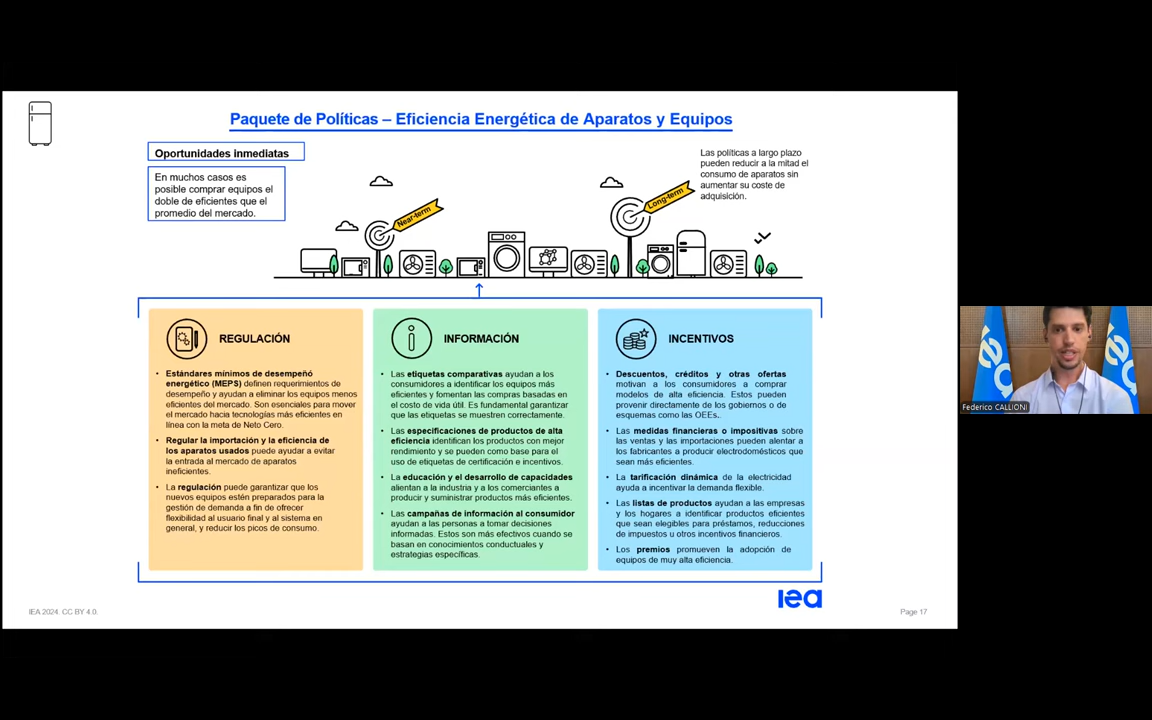 Paquete de Políticas – Eficiencia Energética de Aparatos y Equipos
Oportunidades inmediatas
En muchos casos es
posible comprar equipos el
doble de eficientes que el
promedio del mercado.
Las políticas a largo plazo
pueden reducir a la mitad el
consumo de aparatos sin
aumentar su coste de
adquisición.
Near-term
Long-term
REGULACIÓN
• Estándares mínimos de desempeñó
energético (MEPS) definen requerimientos de
desempeño y ayudan a eliminar los equipos menos
eficientes del mercado. Son esenciales para mover
el mercado hacia tecnologías más eficientes en
línea con la meta de Neto Cero.
• Regular la importación y la eficiencia de
los aparatos usados puede ayudar a evitar
la entrada al mercado de aparatos
ineficientes.
• La regulación puede garantizar que los
nuevos equipos estén preparados para la
gestión de demanda a fin de ofrecer
flexibilidad al usuario final y al sistema en
general, y reducir los picos de consumo.
INFORMACIÓN
• Las etiquetas comparativas ayudan a los
consumidores a identificar los equipos más
eficientes y fomentan las compras basadas en
el costo de vida útil. Es fundamental garantizar
que las etiquetas se muestren correctamente.
• Las especificaciones de productos de alta
eficiencia identifican los productos con mejor
rendimiento y se pueden como base para el
uso de etiquetas de certificación e incentivos.
• La educación y el desarrollo de capacidades
alientan a la industria y a los comerciantes a
producir y suministrar productos más eficientes.
• Las campañas de información al consumidor
ayudan a las personas a tomar decisiones
informadas. Estos son más efectivos cuando se
basan en conocimientos conductuales y
estrategias específicas.
INCENTIVOS
• Descuentos, créditos y otras ofertas
motivan a los consumidores a comprar
modelos de alta eficiencia. Estos pueden
provenir directamente de los gobiernos o de
esquemas como las OEEs..
• Las medidas financieras o impositivas sobre
las ventas y las importaciones pueden alentar a
los fabricantes a producir electrodomésticos que
sean más eficientes.
• La tarificación dinámica de la electricidad
ayuda a incentivar la demanda flexible.
• Las listas de productos ayudan a las empresas
y los hogares a identificar productos eficientes
que sean elegibles para préstamos, reducciones
de impuestos u otros incentivos financieros.
• Los premios promueven la adopción de
equipos de muy alta eficiencia.
iea
IEA 2024. CC BY 4.0.
Page 17
Federico CALLIONI